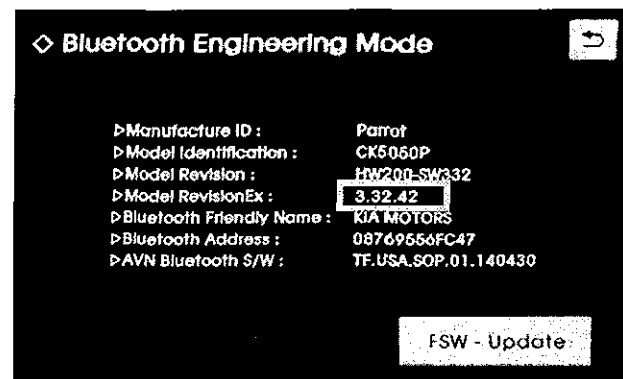 ◇ Bluetooth Engineering Mode
▷Manufacture ID : Parrot
▷Model Identification : CK5050P
▷Model Revision : HW200-SW332
▷Model RevisionEx : 3.32.42
▷Bluetooth Friendly Name : KIA MOTORS
▷Bluetooth Address : 08769556FC47
▷AVN Bluetooth S/W : TF.USA.SOP.01.140430
FSW - Update